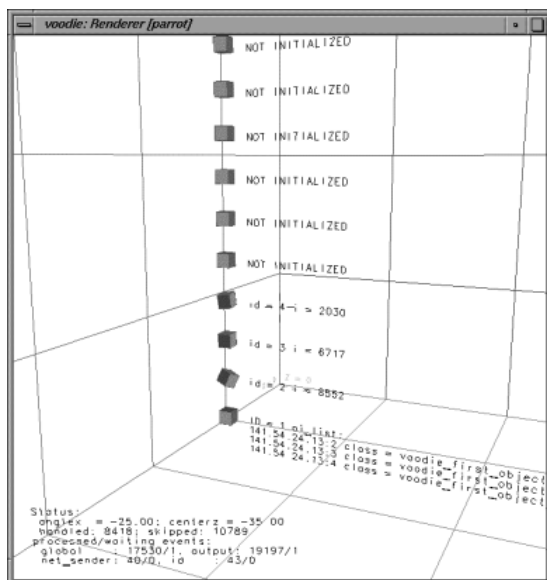 voodie: Renderer [parrot]
NOT INITIALIZED
NOT INITIALIZED
NOT INITIALIZED
NOT INITIALIZED
NOT INITIALIZED
NOT INITIALIZED
id = 4 i = 2030
id = 3 i = 6717
id = 2 i = 8552
ID = 1 list:
141.54.24.13:2 class = voodie_first_object
141.54.24.13:3 class = voodie_first_object
141.54.24.13:4 class = voodie_first_object
Status:
anglex = -25.00; centerz = -35.00
handled: 8418; skipped: 10789
processed/waiting events:
global : 17530/1, output: 19197/1
net_sender: 40/0, id : 43/0